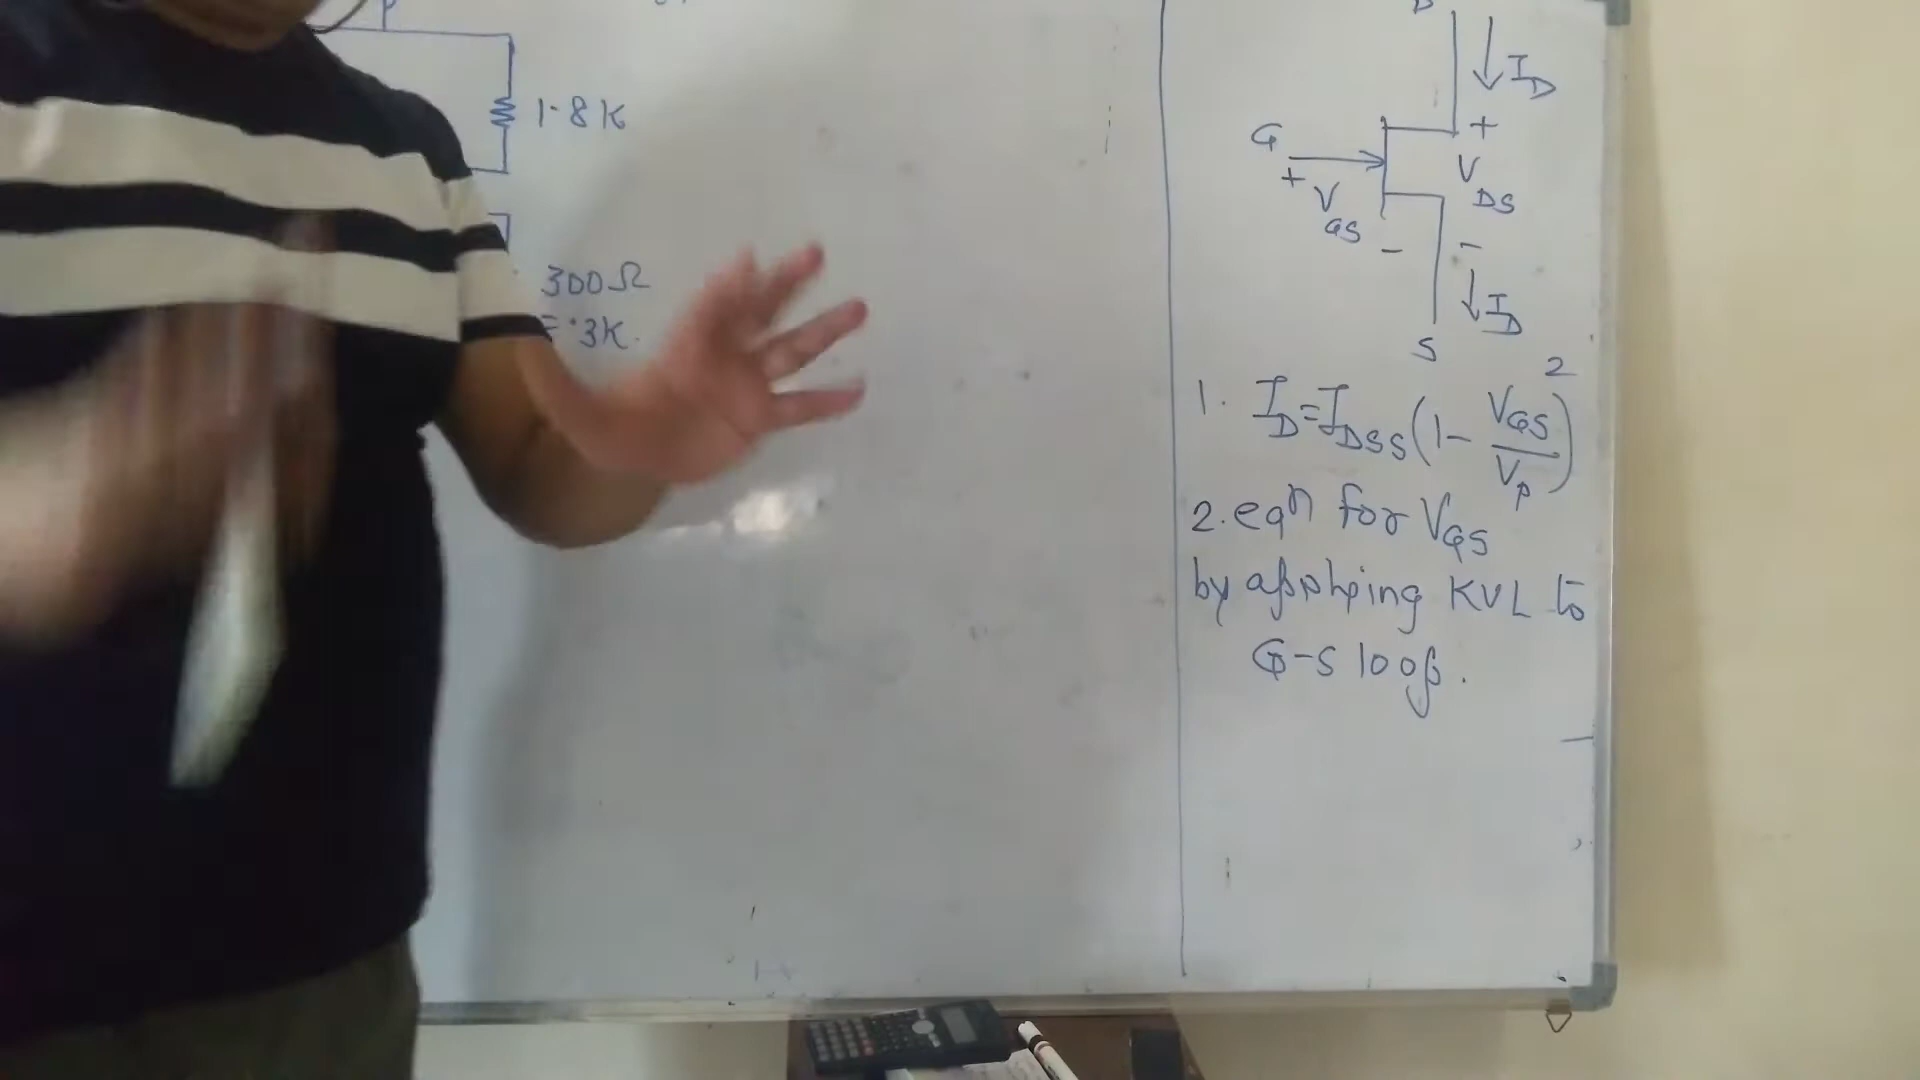 1.8K
300Ω
= .3K.
D
I_D
G
+
+
V_GS
-
V_DS
-
I_D
S
1. I_D=I_DSS(1-V_GS/V_P)^2
2. eqn for V_GS
by applying KVL to
G-S loop.